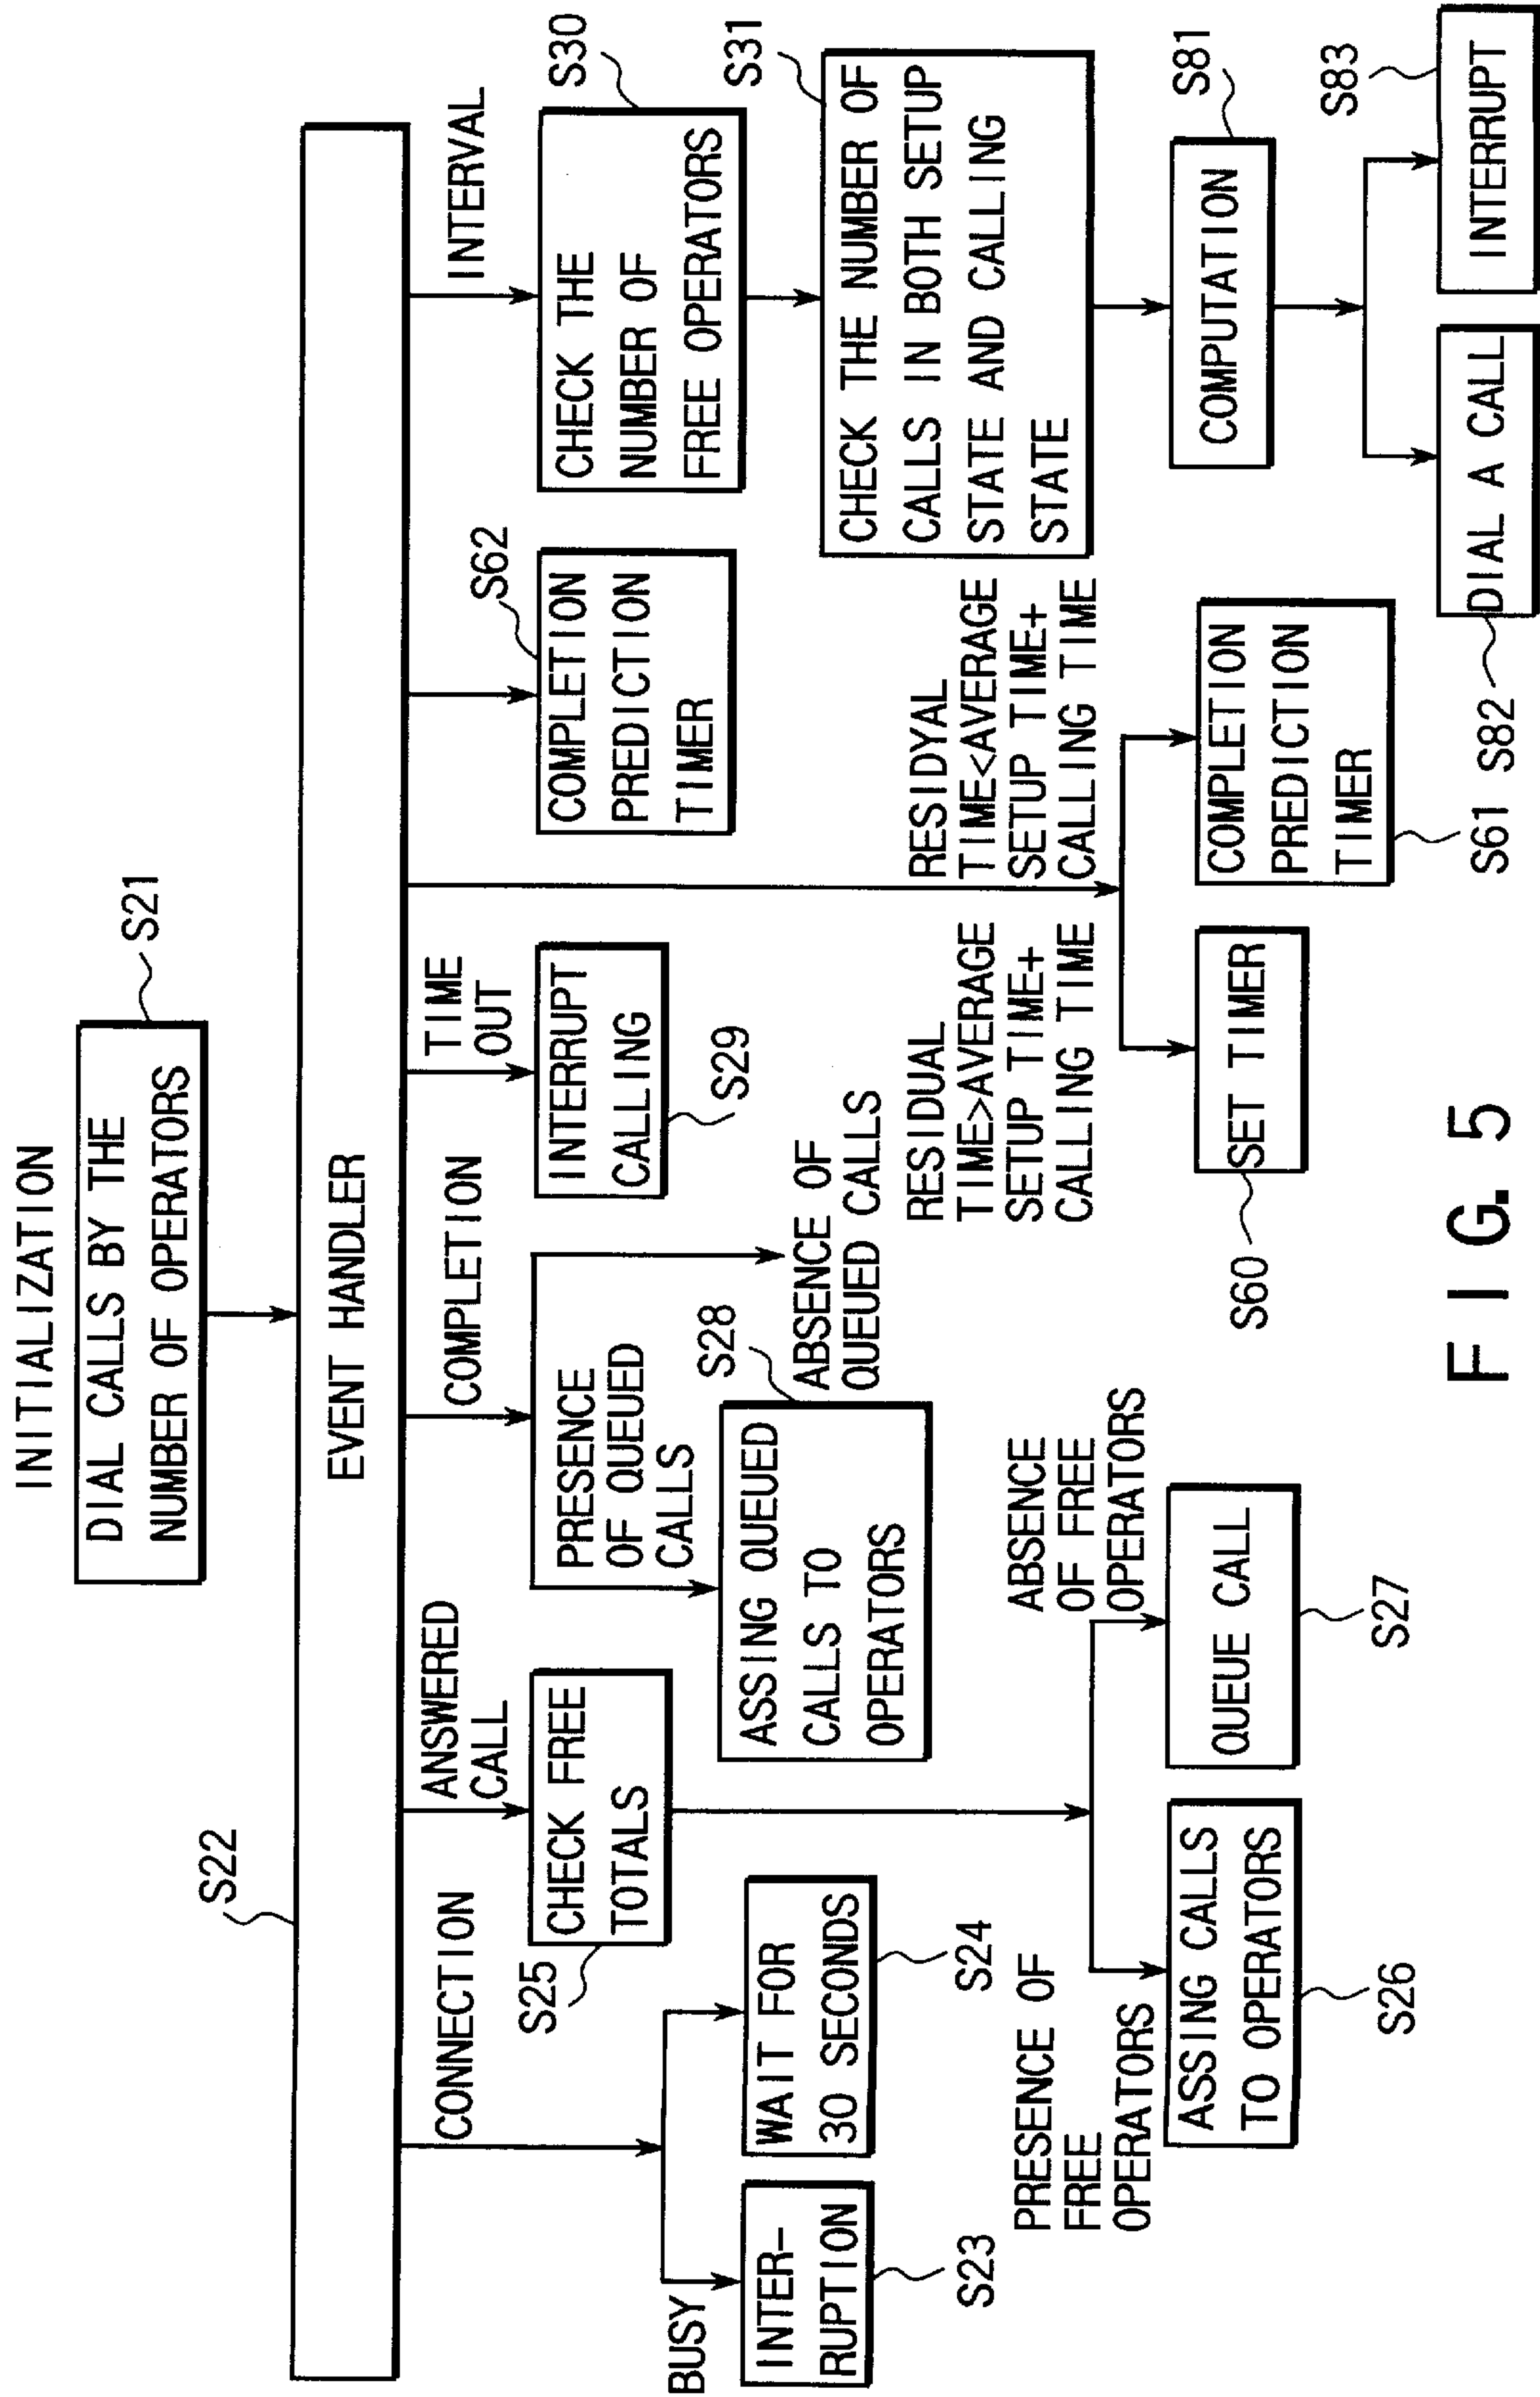 INITIALIZATION
DIAL CALLS BY THE
NUMBER OF OPERATORS
S21
S22
EVENT HANDLER
CONNECTION
BUSY
INTER-
RUPTION
S23
WAIT FOR
30 SECONDS
S24
ANSWERED
CALL
S25
CHECK FREE
TOTALS
PRESENCE OF
FREE
OPERATORS
ASSING CALLS
TO OPERATORS
S26
ABSENCE
OF FREE
OPERATORS
QUEUE CALL
S27
COMPLETION
PRESENCE
OF QUEUED
CALLS
S28
ASSING QUEUED
CALLS TO
OPERATORS
ABSENCE OF
QUEUED CALLS
TIME
OUT
INTERRUPT
CALLING
S29
RESIDUAL
TIME>AVERAGE
SETUP TIME+
CALLING TIME
SET TIMER
S60
RESIDYAL
TIME<AVERAGE
SETUP TIME+
CALLING TIME
COMPLETION
PREDICTION
TIMER
S61
S62
COMPLETION
PREDICTION
TIMER
INTERVAL
S30
CHECK THE
NUMBER OF
FREE OPERATORS
S31
CHECK THE NUMBER OF
CALLS IN BOTH SETUP
STATE AND CALLING
STATE
S81
COMPUTATION
DIAL A CALL
S82
S83
INTERRUPT
FIG. 5